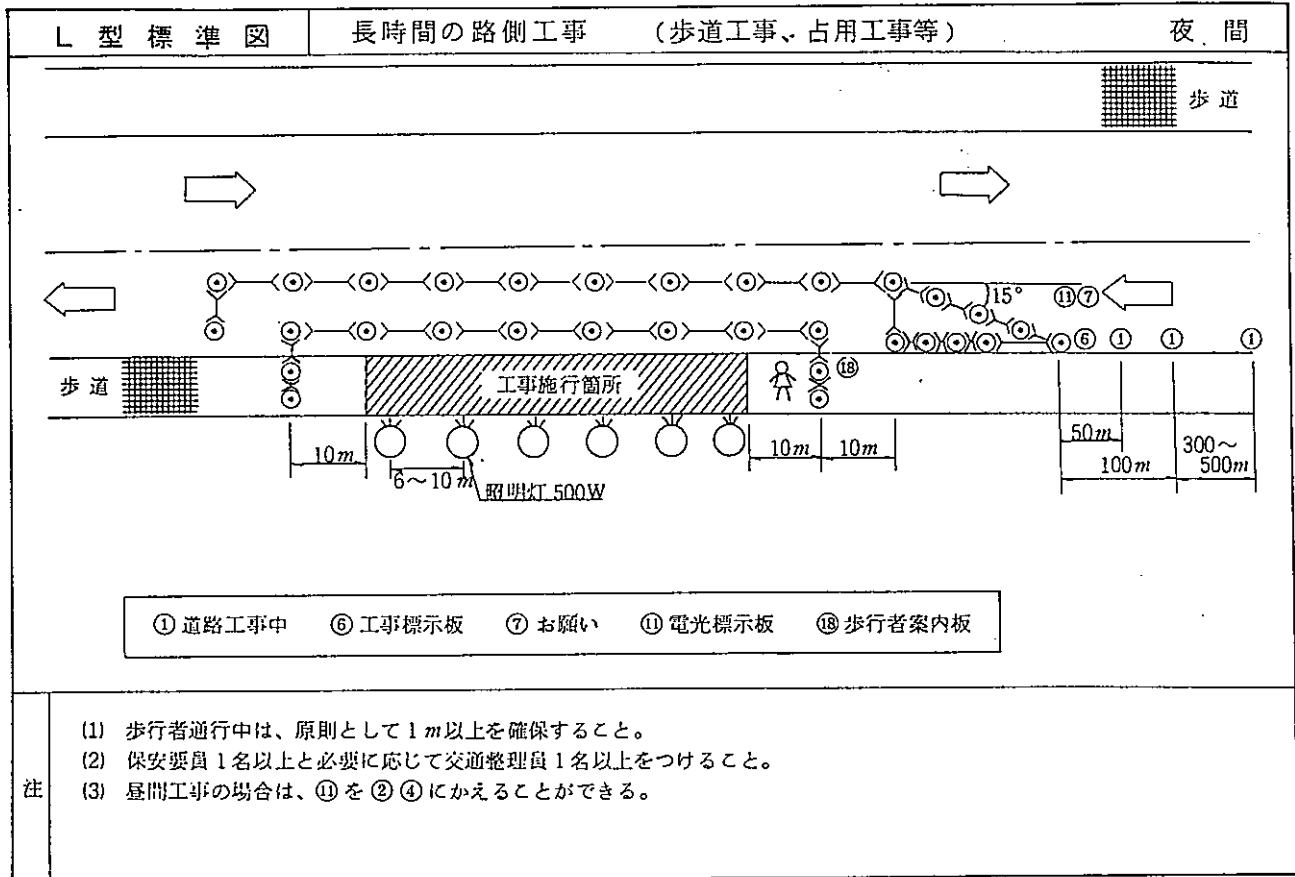 L型標準図 長時間の路側工事 (歩道工事、占用工事等) 夜間
歩道
15°
⑪⑦
⑥ ① ① ①
⑱
歩道
工事施行箇所
10m
6～10m
照明灯 500W
10m 10m
50m
100m
300～
500m
① 道路工事中 ⑥ 工事標示板 ⑦ お願い ⑪ 電光標示板 ⑱ 歩行者案内板
注
(1) 歩行者通行中は、原則として1m以上を確保すること。
(2) 保安要員1名以上と必要に応じて交通整理員1名以上をつけること。
(3) 昼間工事の場合は、⑪を②④にかえることができる。